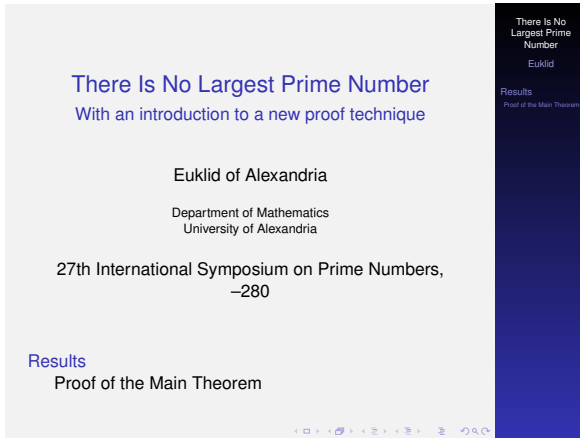 There Is No Largest Prime Number
With an introduction to a new proof technique
Euklid of Alexandria
Department of Mathematics
University of Alexandria
27th International Symposium on Prime Numbers,
–280
Results
Proof of the Main Theorem
There Is No
Largest Prime
Number
Euklid
Results
Proof of the Main Theorem